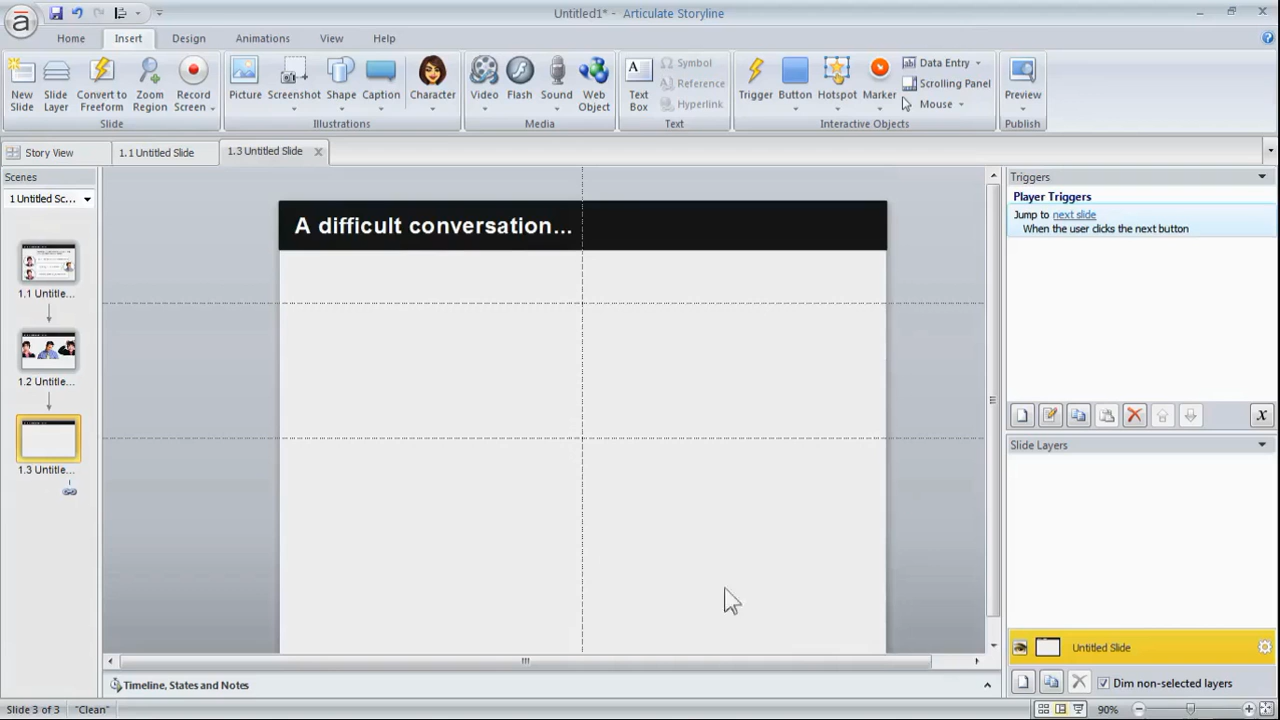 Untitled1* - Articulate Storyline
Home Insert Design Animations View Help
New Slide
Slide Layer
Convert to Freeform
Zoom Region
Record Screen
Slide
Picture
Screenshot
Shape
Caption
Character
Illustrations
Video
Flash
Sound
Web Object
Media
Text Box
Symbol
Reference
Hyperlink
Text
Trigger
Button
Hotspot
Marker
Data Entry
Scrolling Panel
Mouse
Interactive Objects
Preview
Publish
Story View 1.1 Untitled Slide 1.3 Untitled Slide
Scenes
1 Untitled Sc...
1.1 Untitle...
1.2 Untitle...
1.3 Untitle...
A difficult conversation...
Triggers
Player Triggers
Jump to next slide
When the user clicks the next button
Slide Layers
Untitled Slide
Dim non-selected layers
Timeline, States and Notes
Slide 3 of 3 "Clean" 90%